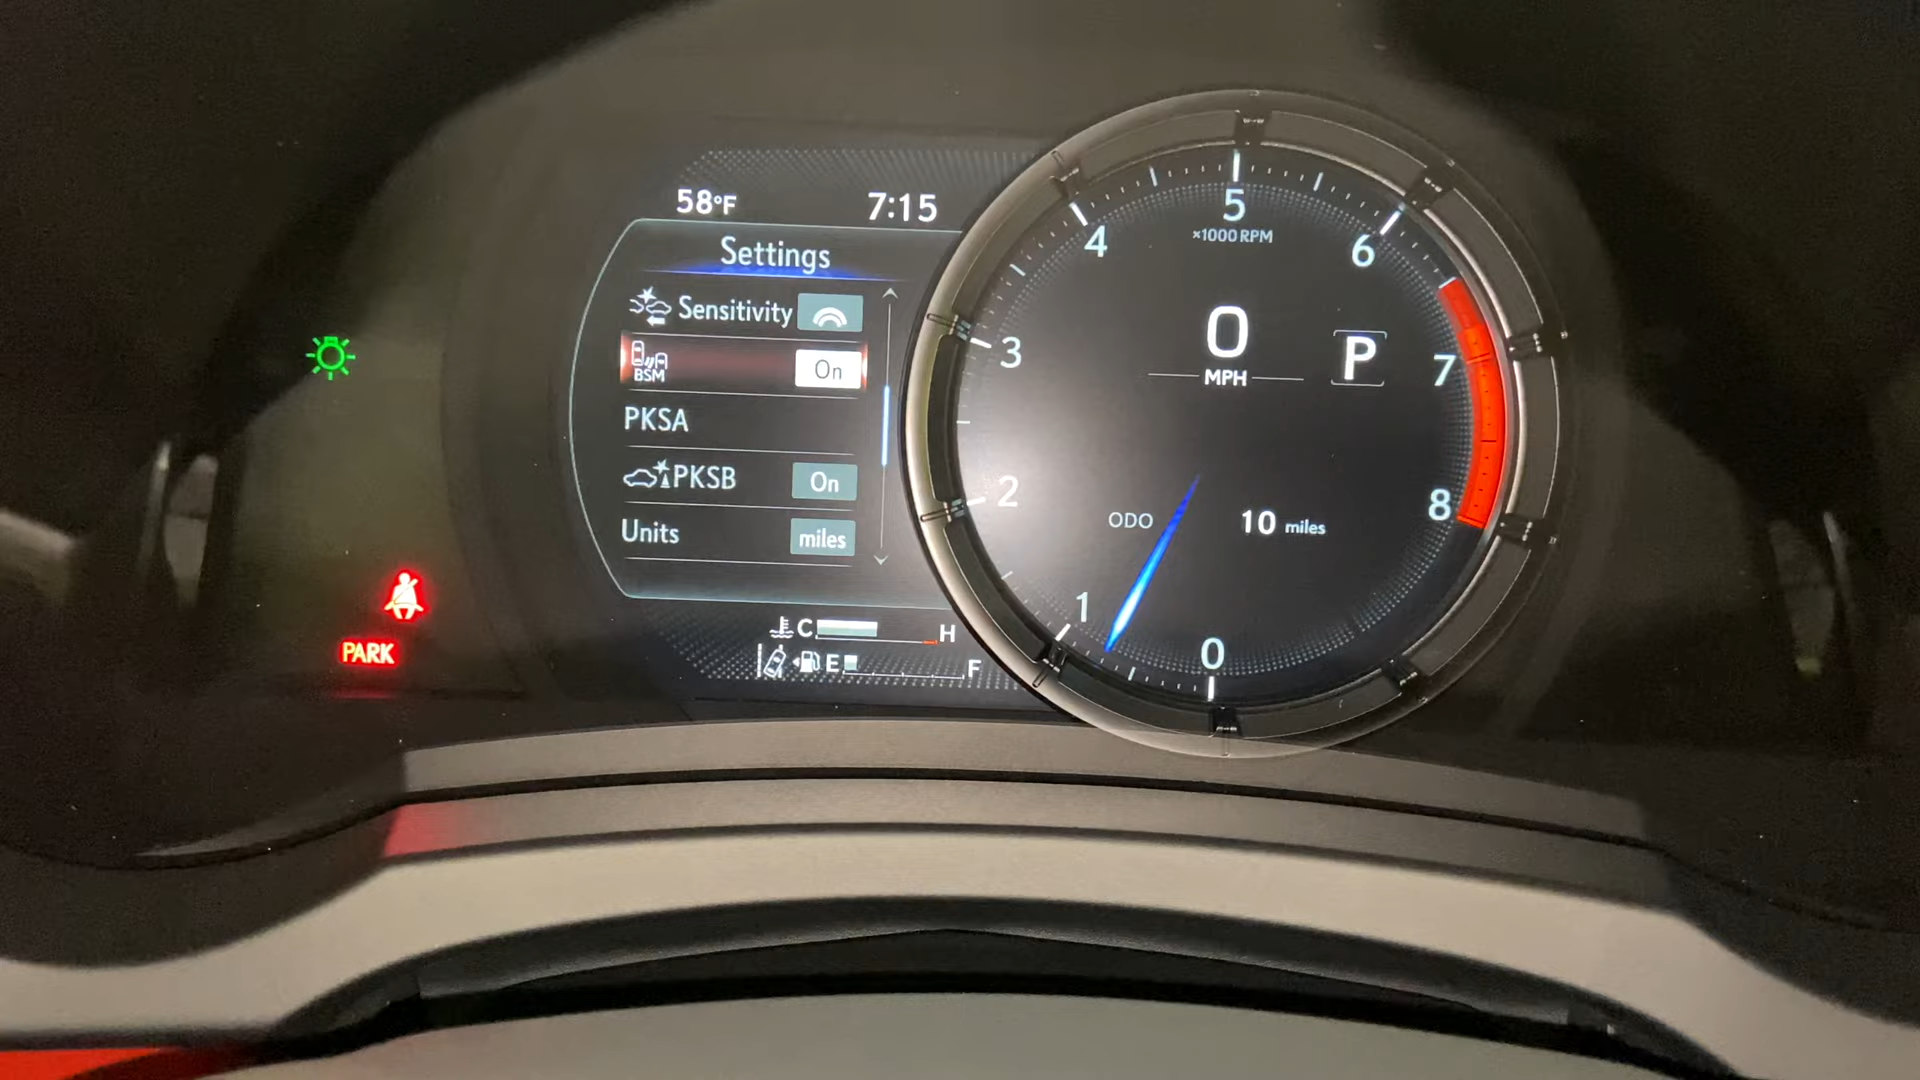 58°F 7:15
Settings
Sensitivity
BSM On
PKSA
PKSB On
Units miles
C H
E F
PARK
0 1 2 3 4 5 6 7 8
×1000 RPM
0
MPH
P
ODO 10 miles